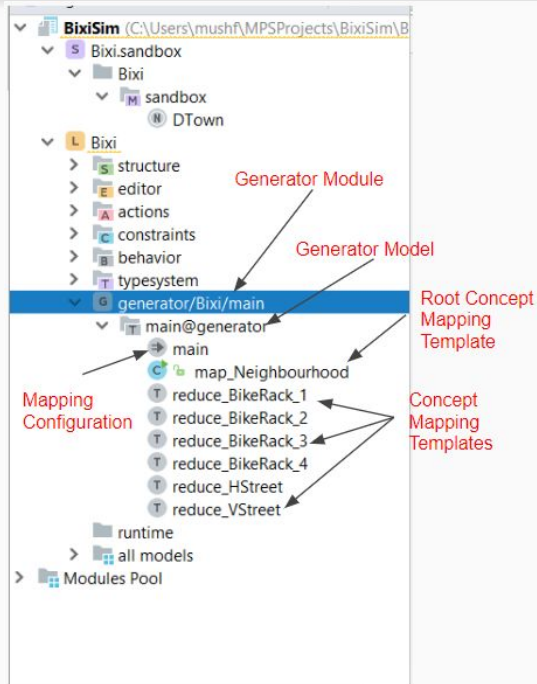 BixiSim (C:\Users\mushf\MPSProjects\BixiSim\B
S Bixi.sandbox
Bixi
M sandbox
N DTown
L Bixi
S structure
E editor
A actions
C constraints
B behavior
T typesystem
G generator/Bixi/main
T main@generator
main
C map_Neighbourhood
T reduce_BikeRack_1
T reduce_BikeRack_2
T reduce_BikeRack_3
T reduce_BikeRack_4
T reduce_HStreet
T reduce_VStreet
runtime
all models
Modules Pool
Generator Module
Generator Model
Root Concept
Mapping
Template
Mapping
Configuration
Concept
Mapping
Templates